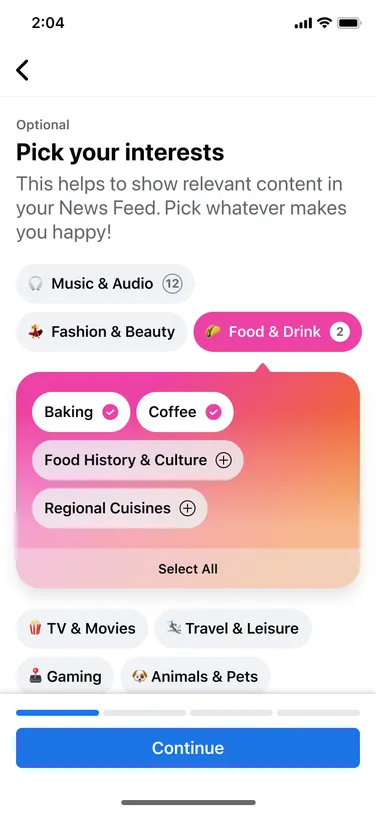 2:04
Optional
Pick your interests
This helps to show relevant content in
your News Feed. Pick whatever makes
you happy!
Music & Audio 12
Fashion & Beauty
Food & Drink 2
Baking
Coffee
Food History & Culture
Regional Cuisines
Select All
TV & Movies
Travel & Leisure
Gaming
Animals & Pets
Continue